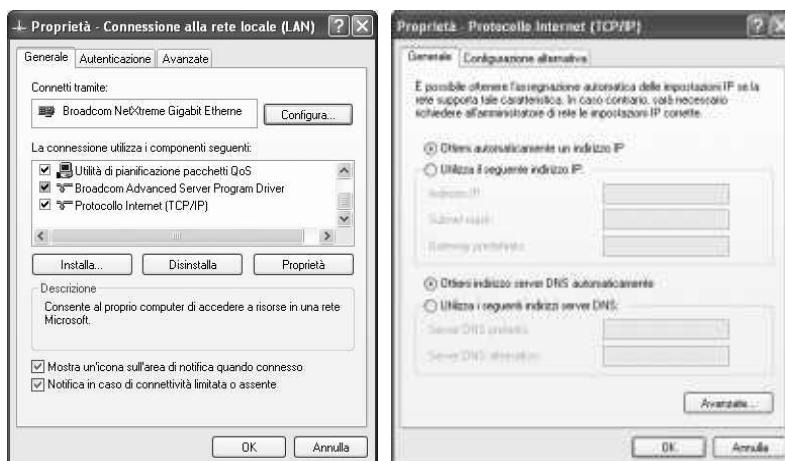 Proprietà - Connessione alla rete locale (LAN)
Generale
Autenticazione
Avanzate
Connetti tramite:
Broadcom NetXtreme Gigabit Etherne
Configura...
La connessione utilizza i componenti seguenti:
Utilità di pianificazione pacchetti QoS
Broadcom Advanced Server Program Driver
Protocollo Internet (TCP/IP)
Installa...
Disinstalla
Proprietà
Descrizione
Consente al proprio computer di accedere a risorse in una rete
Microsoft.
Mostra un'icona sull'area di notifica quando connesso
Notifica in caso di connettività limitata o assente
OK
Annulla
Proprietà - Protocollo Internet (TCP/IP)
Generale
Configurazione alternativa
È possibile ottenere l'assegnazione automatica delle impostazioni IP se la
rete supporta tale caratteristica. In caso contrario, sarà necessario
richiedere all'amministratore di rete le impostazioni IP corrette.
Ottieni automaticamente un indirizzo IP
Utilizza il seguente indirizzo IP:
Indirizzo IP:
Subnet mask:
Gateway predefinito:
Ottieni indirizzo server DNS automaticamente
Utilizza i seguenti indirizzi server DNS:
Server DNS preferito:
Server DNS alternativo:
Avanzate...
OK
Annulla